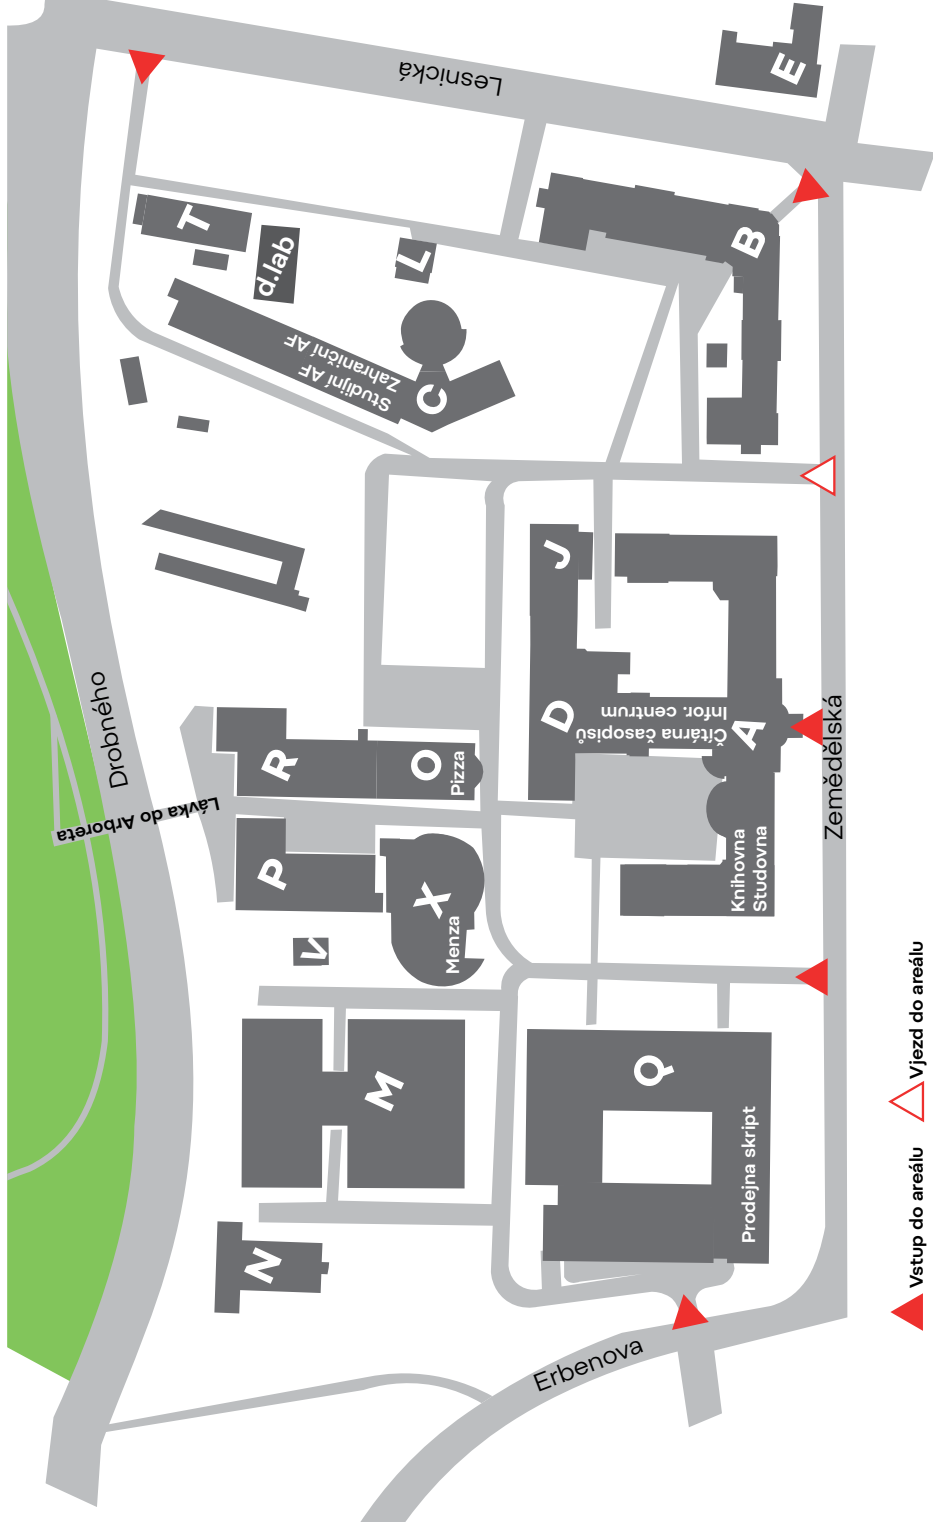 Lesnická
E
T
d.lab
L
B
Studijní AF
Zahraniční AF
C
J
D
Čítárna časopisů
Infor. centrum
A
Zemědělská
Drobného
Lávka do Arboreta
R
O
Pizza
P
X
Menza
V
Knihovna
Studovna
M
Q
Prodejna skript
N
Erbenova
Vstup do areálu
Vjezd do areálu